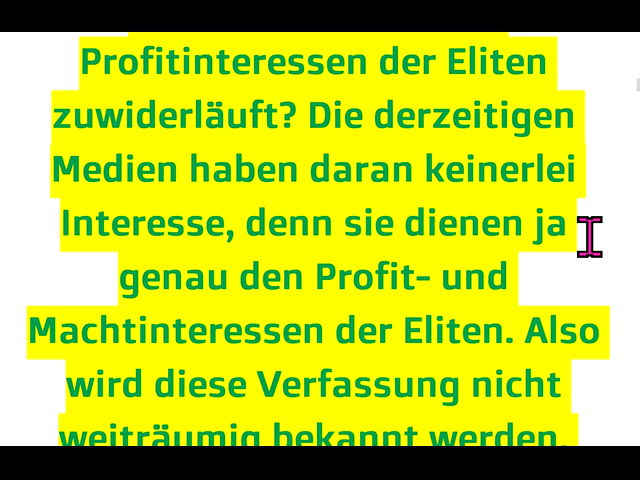 Profitinteressen der Eliten
zuwiderläuft? Die derzeitigen
Medien haben daran keinerlei
Interesse, denn sie dienen ja
genau den Profit- und
Machtinteressen der Eliten. Also
wird diese Verfassung nicht
weiträumig bekannt werden.